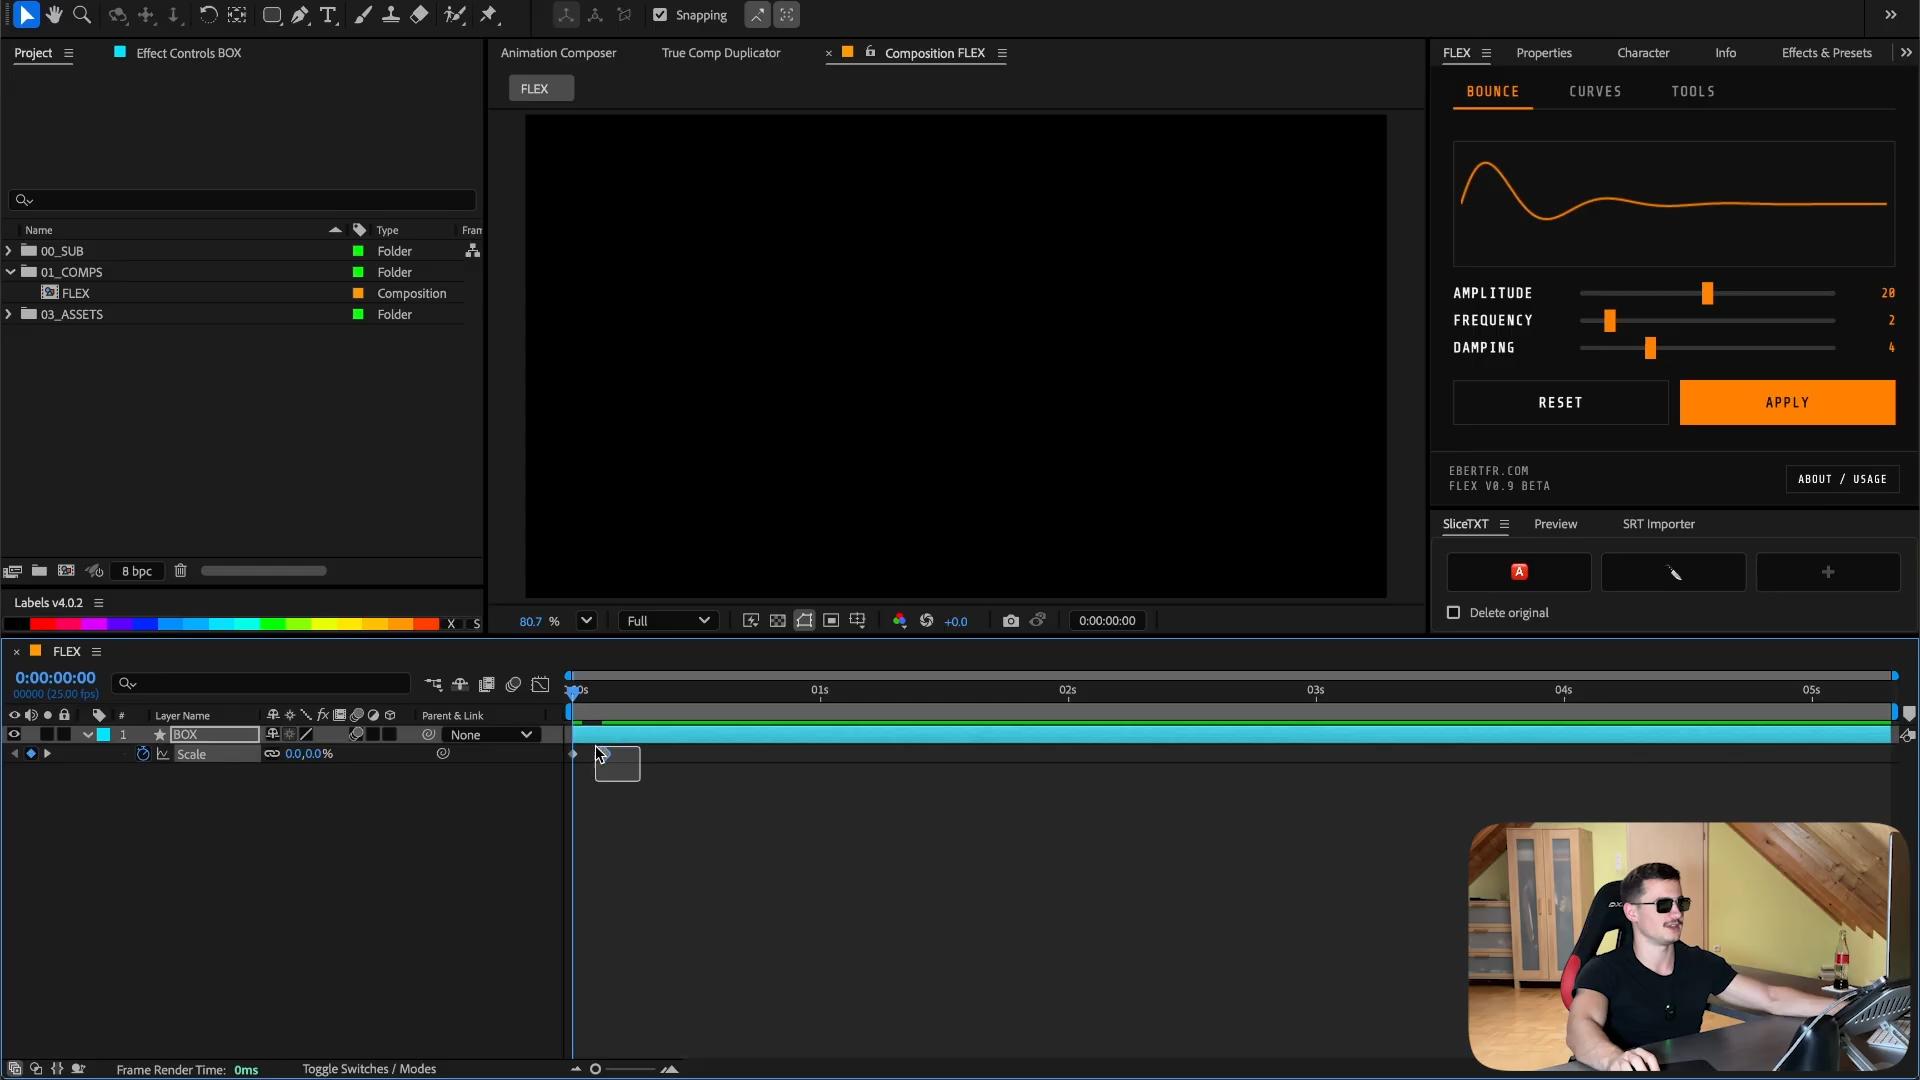 Snapping
Project
Effect Controls BOX
Animation Composer
True Comp Duplicator
Composition FLEX
FLEX
Properties
Character
Info
Effects & Presets
FLEX
BOUNCE
CURVES
TOOLS
Name
Type
Fram
00_SUB
Folder
01_COMPS
Folder
FLEX
Composition
03_ASSETS
Folder
AMPLITUDE
20
FREQUENCY
2
DAMPING
4
RESET
APPLY
EBERTFR.COM
FLEX V0.9 BETA
ABOUT / USAGE
SliceTXT
Preview
SRT Importer
A
Delete original
8 bpc
Labels v4.0.2
X
S
80.7 %
Full
+0.0
0:00:00:00
FLEX
0:00:00:00
00000 (25.00 fps)
01s
02s
03s
04s
05s
#
Layer Name
fx
Parent & Link
1
BOX
None
Scale
0.0,0.0%
Frame Render Time: 0ms
Toggle Switches / Modes